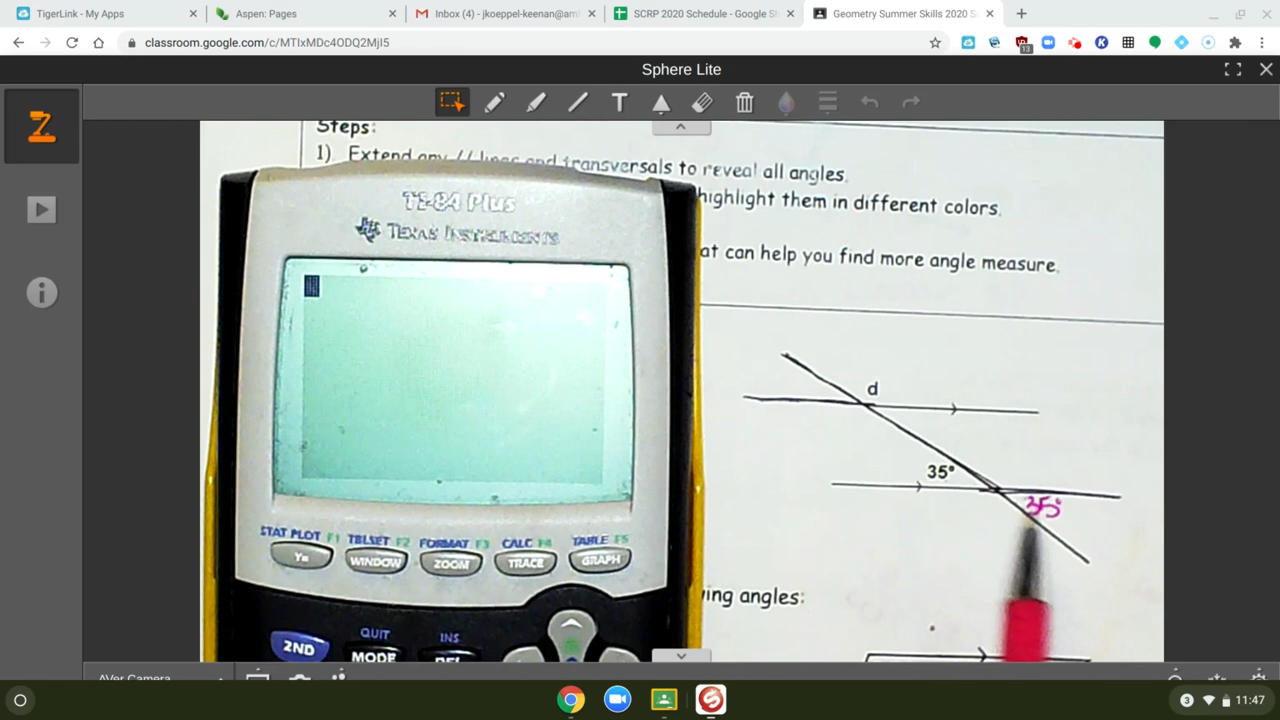 TigerLink - My Apps
Aspen: Pages
Inbox (4) - jkoeppel-keenan@am
SCRP 2020 Schedule - Google S
Geometry Summer Skills 2020 S
classroom.google.com/c/MTIxMDc4ODQ2MjI5
13
Sphere Lite
Steps:
1) Extend any // lines and transversals to reveal all angles.
highlight them in different colors.
at can help you find more angle measure.
TI-84 Plus
TEXAS INSTRUMENTS
d
35°
35°
STAT PLOT F1 TBLSET F2 FORMAT F3 CALC F4 TABLE F5
Y= WINDOW ZOOM TRACE GRAPH
ing angles:
QUIT INS
2ND MODE DEL
AVer Camera
3 11:47